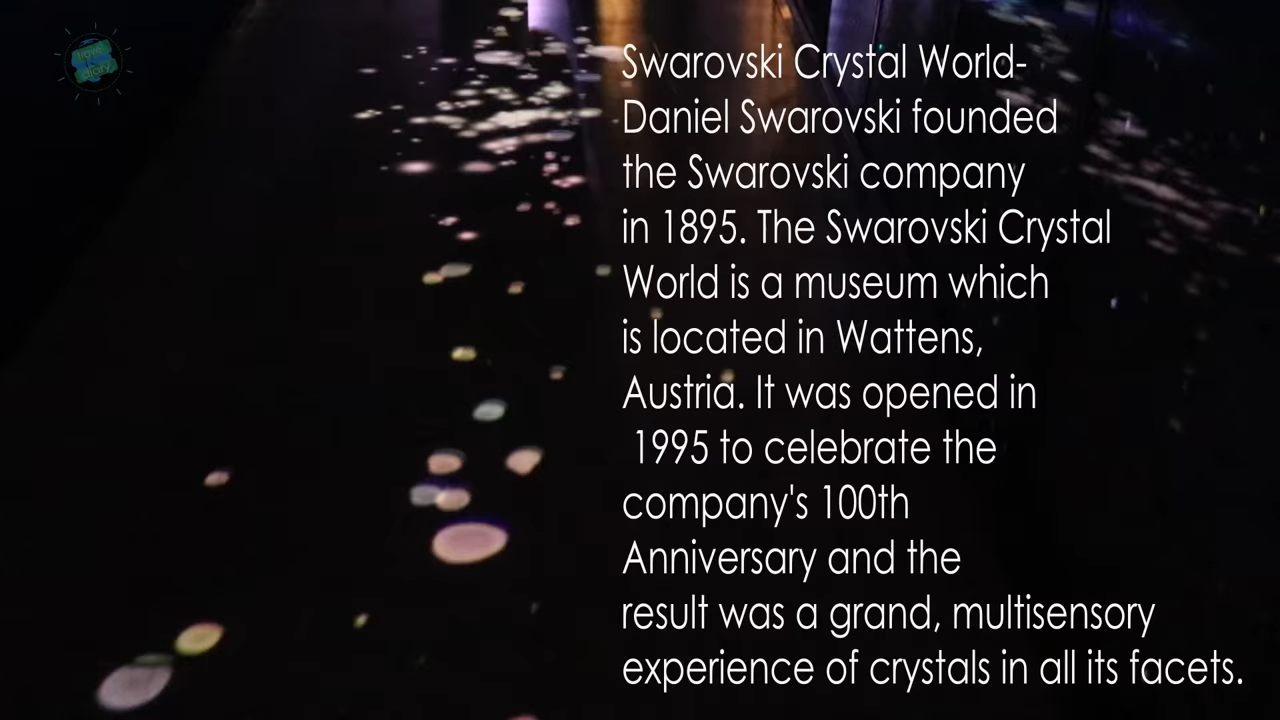 travel
diary
Swarovski Crystal World-
Daniel Swarovski founded
the Swarovski company
in 1895. The Swarovski Crystal
World is a museum which
is located in Wattens,
Austria. It was opened in
1995 to celebrate the
company's 100th
Anniversary and the
result was a grand, multisensory
experience of crystals in all its facets.